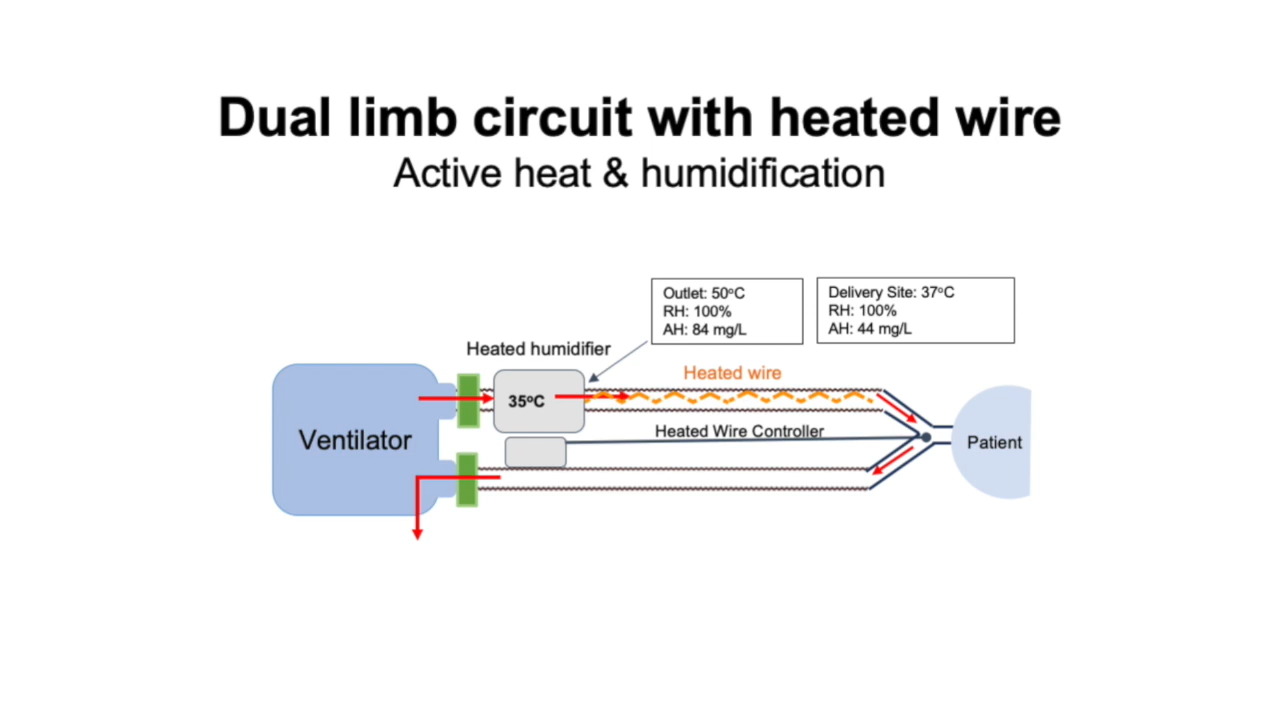 Dual limb circuit with heated wire
Active heat & humidification
Outlet: 50°C
RH: 100%
AH: 84 mg/L
Delivery Site: 37°C
RH: 100%
AH: 44 mg/L
Heated humidifier
Heated wire
35°C
Heated Wire Controller
Ventilator
Patient